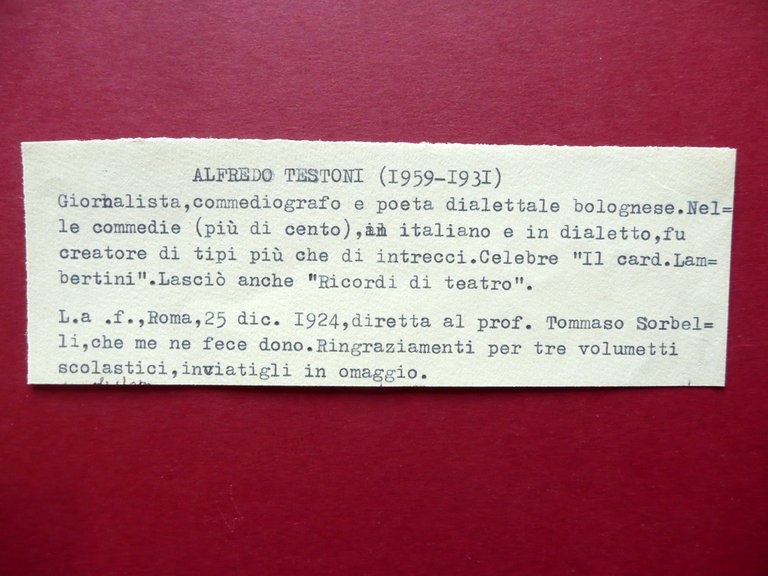 ALFREDO TESTONI (I959-I93I)
Giornalista,commediografo e poeta dialettale bolognese.Nel=
le commedie (più di cento),in italiano e in dialetto,fu
creatore di tipi più che di intrecci.Celebre "Il card.Lam=
bertini".Lasciò anche "Ricordi di teatro".
L.a .f.,Roma,25 dic. I924,diretta al prof. Tommaso Sorbel=
li,che me ne fece dono.Ringraziamenti per tre volumetti
scolastici,inviatigli in omaggio.